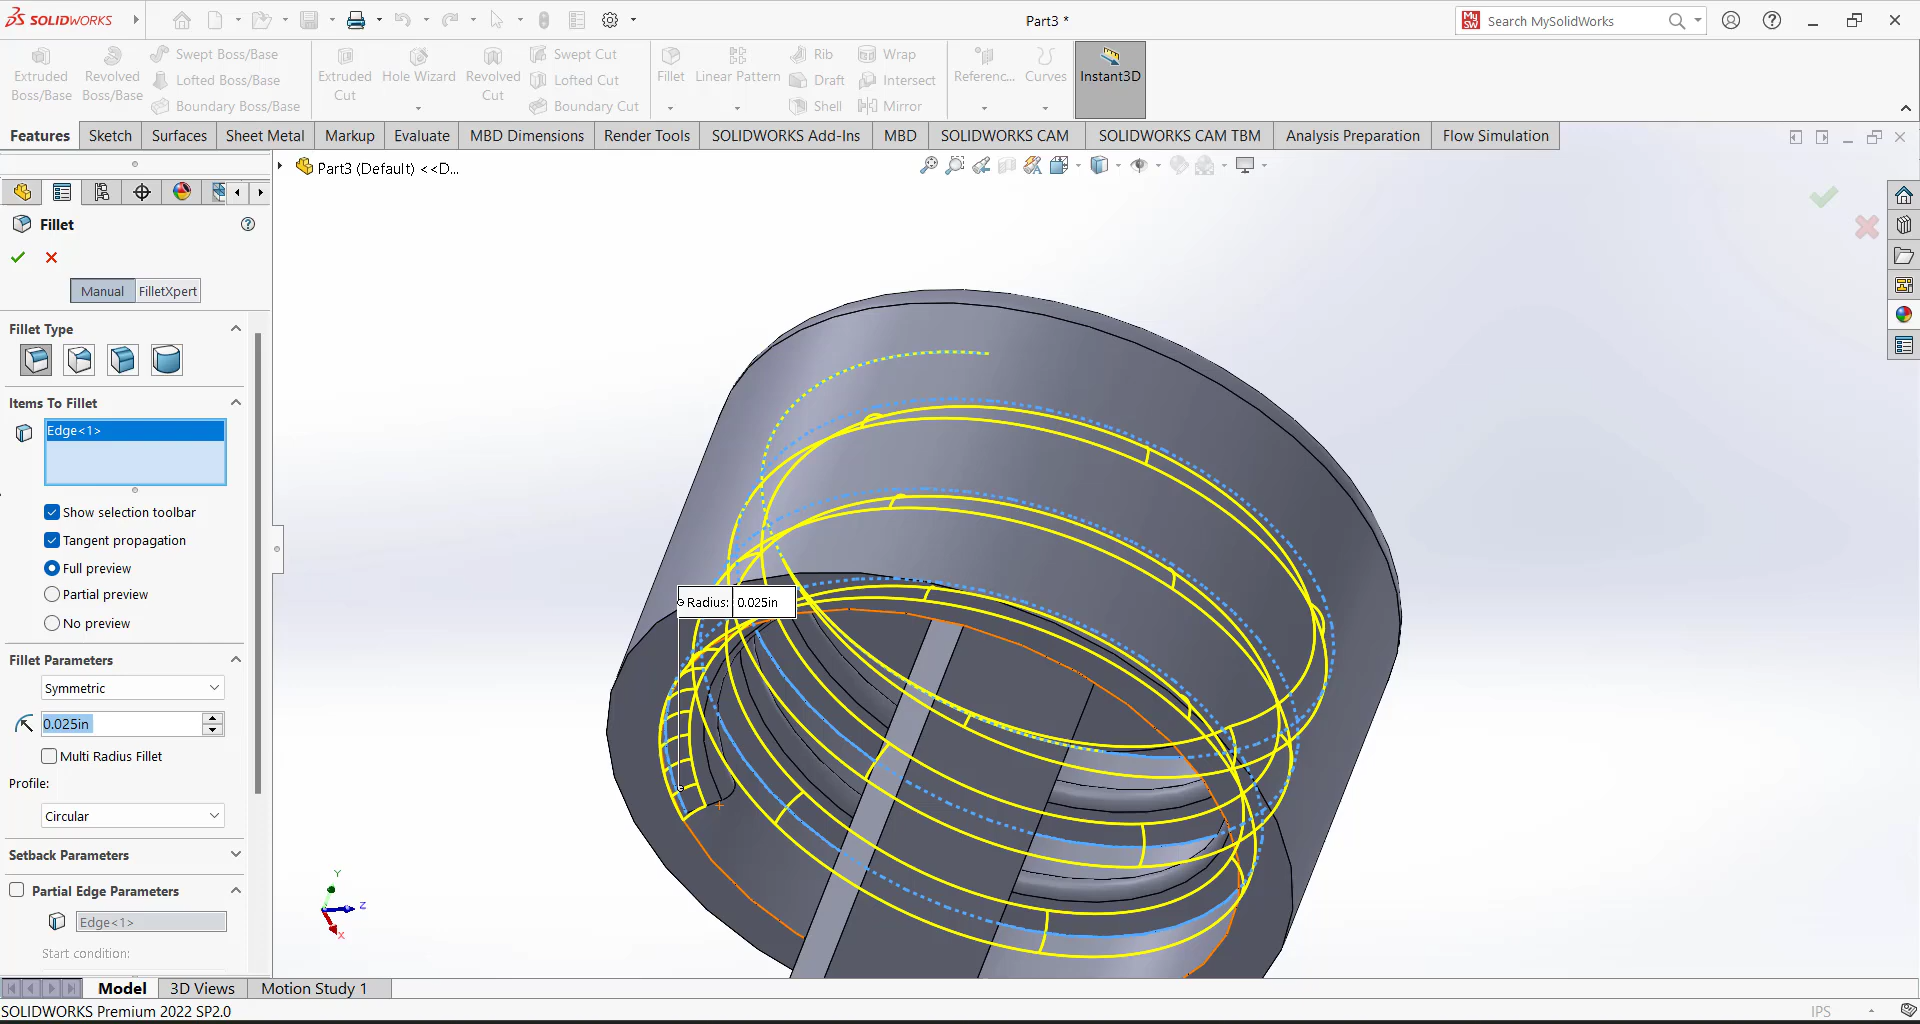 SOLIDWORKS
Part3 *
Search MySolidWorks
Extruded Boss/Base
Revolved Boss/Base
Swept Boss/Base
Lofted Boss/Base
Boundary Boss/Base
Extruded Cut
Hole Wizard
Revolved Cut
Swept Cut
Lofted Cut
Boundary Cut
Fillet
Linear Pattern
Rib
Draft
Shell
Wrap
Intersect
Mirror
Referenc...
Curves
Instant3D
Features
Sketch
Surfaces
Sheet Metal
Markup
Evaluate
MBD Dimensions
Render Tools
SOLIDWORKS Add-Ins
MBD
SOLIDWORKS CAM
SOLIDWORKS CAM TBM
Analysis Preparation
Flow Simulation
Part3 (Default) <<D...
Fillet
Manual
FilletXpert
Fillet Type
Items To Fillet
Edge<1>
Show selection toolbar
Tangent propagation
Full preview
Partial preview
No preview
Fillet Parameters
Symmetric
0.025in
Multi Radius Fillet
Profile:
Circular
Setback Parameters
Partial Edge Parameters
Edge<1>
Start condition:
Radius: 0.025in
Y
Z
X
Model
3D Views
Motion Study 1
SOLIDWORKS Premium 2022 SP2.0
IPS